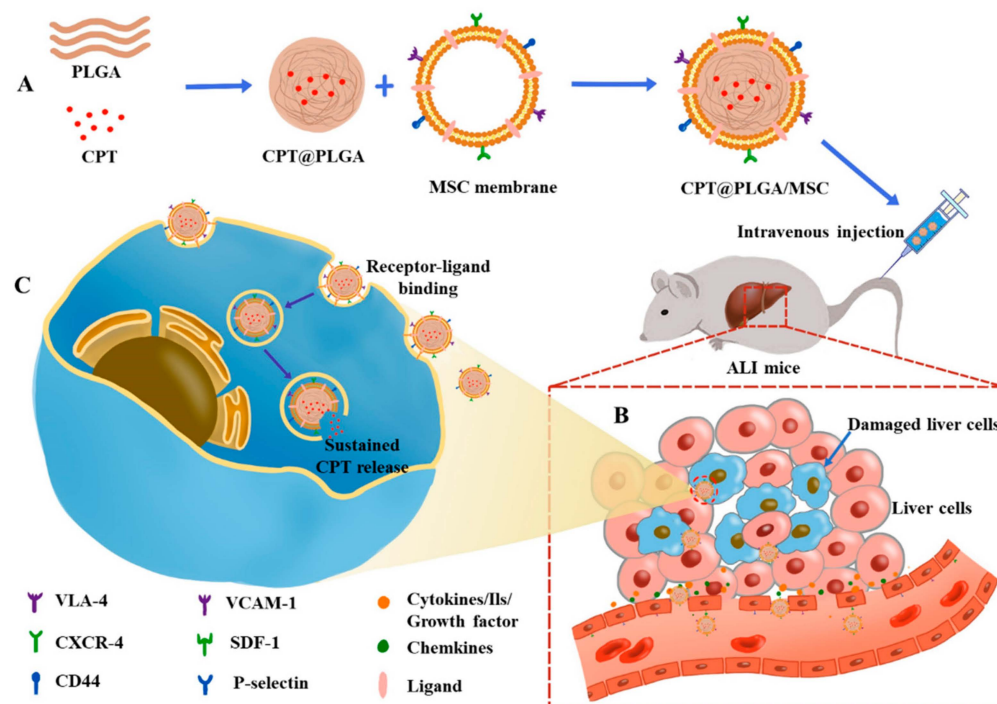 A
PLGA
CPT
CPT@PLGA
MSC membrane
CPT@PLGA/MSC
Intravenous injection
ALI mice
C
Receptor-ligand
binding
Sustained
CPT release
B
Damaged liver cells
Liver cells
VLA-4
CXCR-4
CD44
VCAM-1
SDF-1
P-selectin
Cytokines/Ils/
Growth factor
Chemkines
Ligand